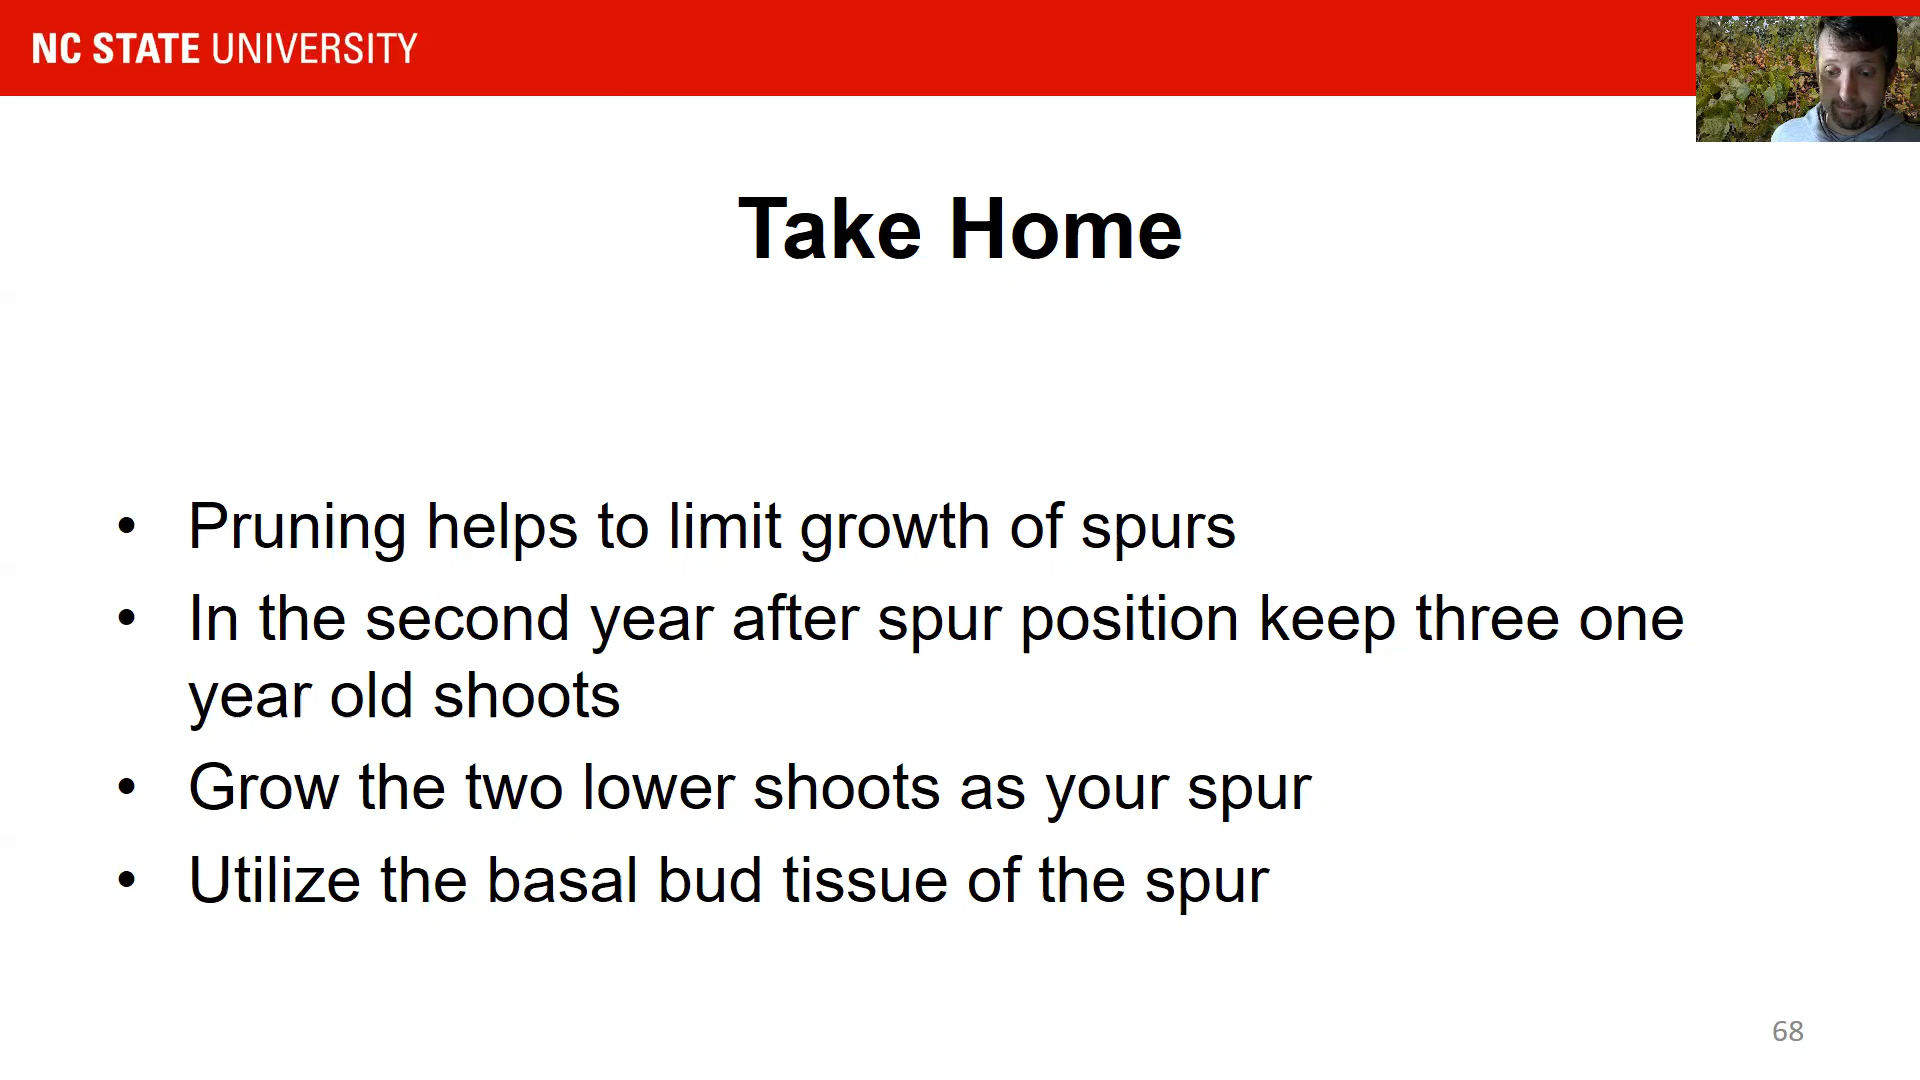 NC STATE UNIVERSITY
Take Home
• Pruning helps to limit growth of spurs
• In the second year after spur position keep three one
year old shoots
• Grow the two lower shoots as your spur
• Utilize the basal bud tissue of the spur
68